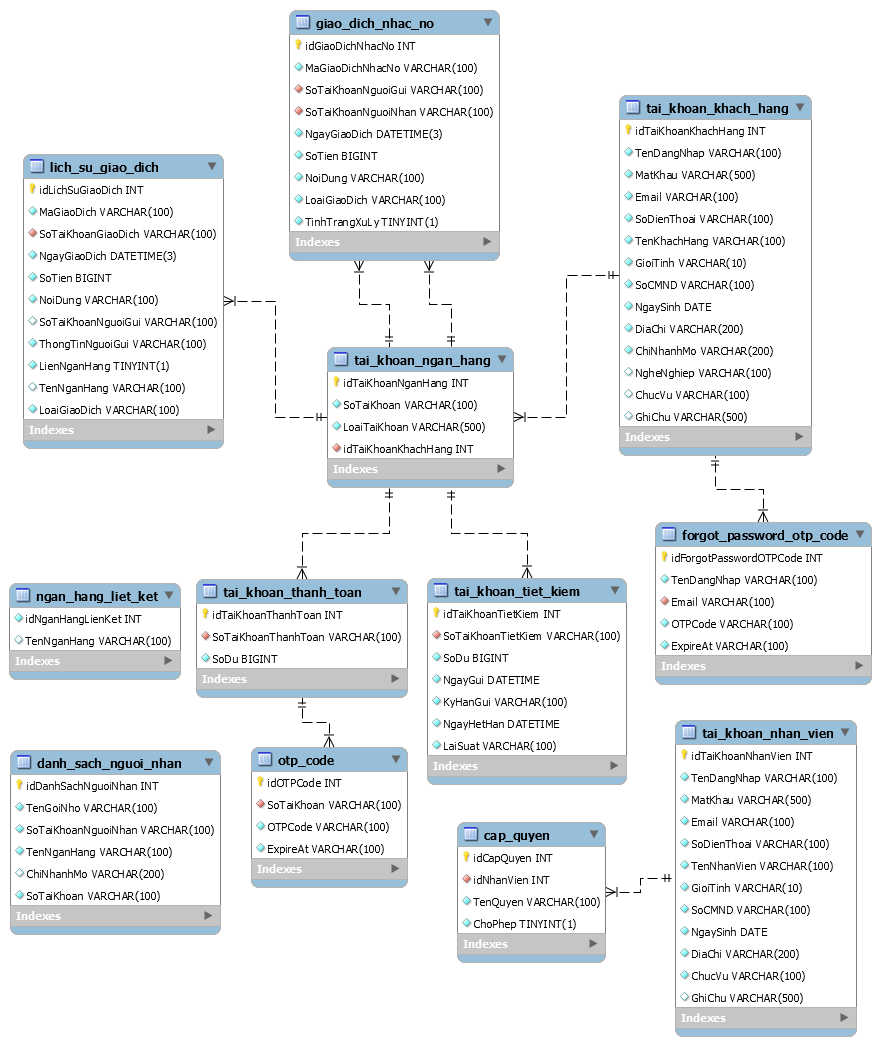 giao_dich_nhac_no
idGiaoDichNhacNo INT
MaGiaoDichNhacNo VARCHAR(100)
SoTaiKhoanNguoiGui VARCHAR(100)
SoTaiKhoanNguoiNhan VARCHAR(100)
NgayGiaoDich DATETIME(3)
SoTien BIGINT
NoiDung VARCHAR(100)
LoaiGiaoDich VARCHAR(100)
TinhTrangXuLy TINYINT(1)
Indexes
tai_khoan_khach_hang
idTaiKhoanKhachHang INT
TenDangNhap VARCHAR(100)
MatKhau VARCHAR(500)
Email VARCHAR(100)
SoDienThoai VARCHAR(100)
TenKhachHang VARCHAR(100)
GioiTinh VARCHAR(10)
SoCMND VARCHAR(100)
NgaySinh DATE
DiaChi VARCHAR(200)
ChiNhanhMo VARCHAR(200)
NgheNghiep VARCHAR(100)
ChucVu VARCHAR(100)
GhiChu VARCHAR(500)
Indexes
lich_su_giao_dich
idLichSuGiaoDich INT
MaGiaoDich VARCHAR(100)
SoTaiKhoanGiaoDich VARCHAR(100)
NgayGiaoDich DATETIME(3)
SoTien BIGINT
NoiDung VARCHAR(100)
SoTaiKhoanNguoiGui VARCHAR(100)
ThongTinNguoiGui VARCHAR(100)
LienNganHang TINYINT(1)
TenNganHang VARCHAR(100)
LoaiGiaoDich VARCHAR(100)
Indexes
tai_khoan_ngan_hang
idTaiKhoanNganHang INT
SoTaiKhoan VARCHAR(100)
LoaiTaiKhoan VARCHAR(500)
idTaiKhoanKhachHang INT
Indexes
forgot_password_otp_code
idForgotPasswordOTPCode INT
TenDangNhap VARCHAR(100)
Email VARCHAR(100)
OTPCode VARCHAR(100)
ExpireAt VARCHAR(100)
Indexes
ngan_hang_liet_ket
idNganHangLienKet INT
TenNganHang VARCHAR(100)
Indexes
tai_khoan_thanh_toan
idTaiKhoanThanhToan INT
SoTaiKhoanThanhToan VARCHAR(100)
SoDu BIGINT
Indexes
tai_khoan_tiet_kiem
idTaiKhoanTietKiem INT
SoTaiKhoanTietKiem VARCHAR(100)
SoDu BIGINT
NgayGui DATETIME
KyHanGui VARCHAR(100)
NgayHetHan DATETIME
LaiSuat VARCHAR(100)
Indexes
danh_sach_nguoi_nhan
idDanhSachNguoiNhan INT
TenGoiNho VARCHAR(100)
SoTaiKhoanNguoiNhan VARCHAR(100)
TenNganHang VARCHAR(100)
ChiNhanhMo VARCHAR(200)
SoTaiKhoan VARCHAR(100)
Indexes
otp_code
idOTPCode INT
SoTaiKhoan VARCHAR(100)
OTPCode VARCHAR(100)
ExpireAt VARCHAR(100)
Indexes
cap_quyen
idCapQuyen INT
idNhanVien INT
TenQuyen VARCHAR(100)
ChoPhep TINYINT(1)
Indexes
tai_khoan_nhan_vien
idTaiKhoanNhanVien INT
TenDangNhap VARCHAR(100)
MatKhau VARCHAR(500)
Email VARCHAR(100)
SoDienThoai VARCHAR(100)
TenNhanVien VARCHAR(100)
GioiTinh VARCHAR(10)
SoCMND VARCHAR(100)
NgaySinh DATE
DiaChi VARCHAR(200)
ChucVu VARCHAR(100)
GhiChu VARCHAR(500)
Indexes